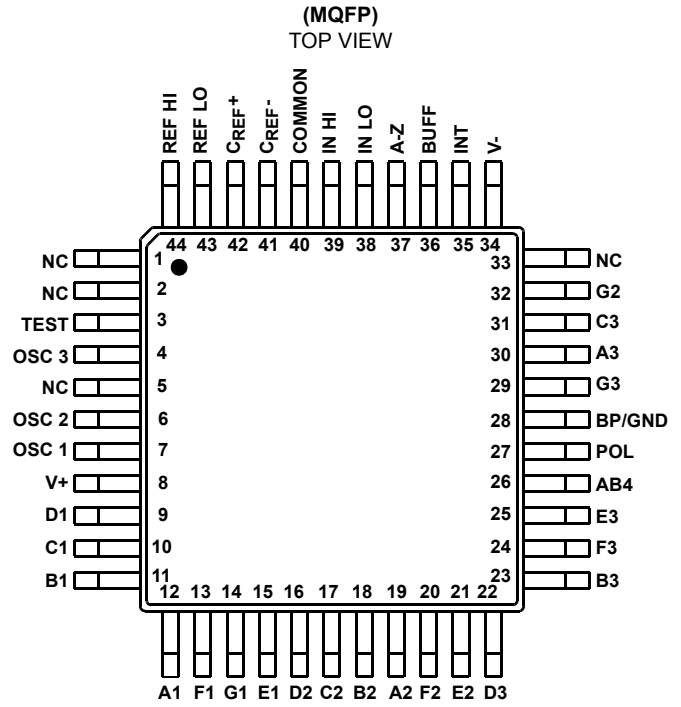 (MQFP)
TOP VIEW
REF HI
REF LO
CREF+
CREF-
COMMON
IN HI
IN LO
A-Z
BUFF
INT
V-
44 43 42 41 40 39 38 37 36 35 34
NC 1 33 NC
NC 2 32 G2
TEST 3 31 C3
OSC 3 4 30 A3
NC 5 29 G3
OSC 2 6 28 BP/GND
OSC 1 7 27 POL
V+ 8 26 AB4
D1 9 25 E3
C1 10 24 F3
B1 11 23 B3
12 13 14 15 16 17 18 19 20 21 22
A1 F1 G1 E1 D2 C2 B2 A2 F2 E2 D3